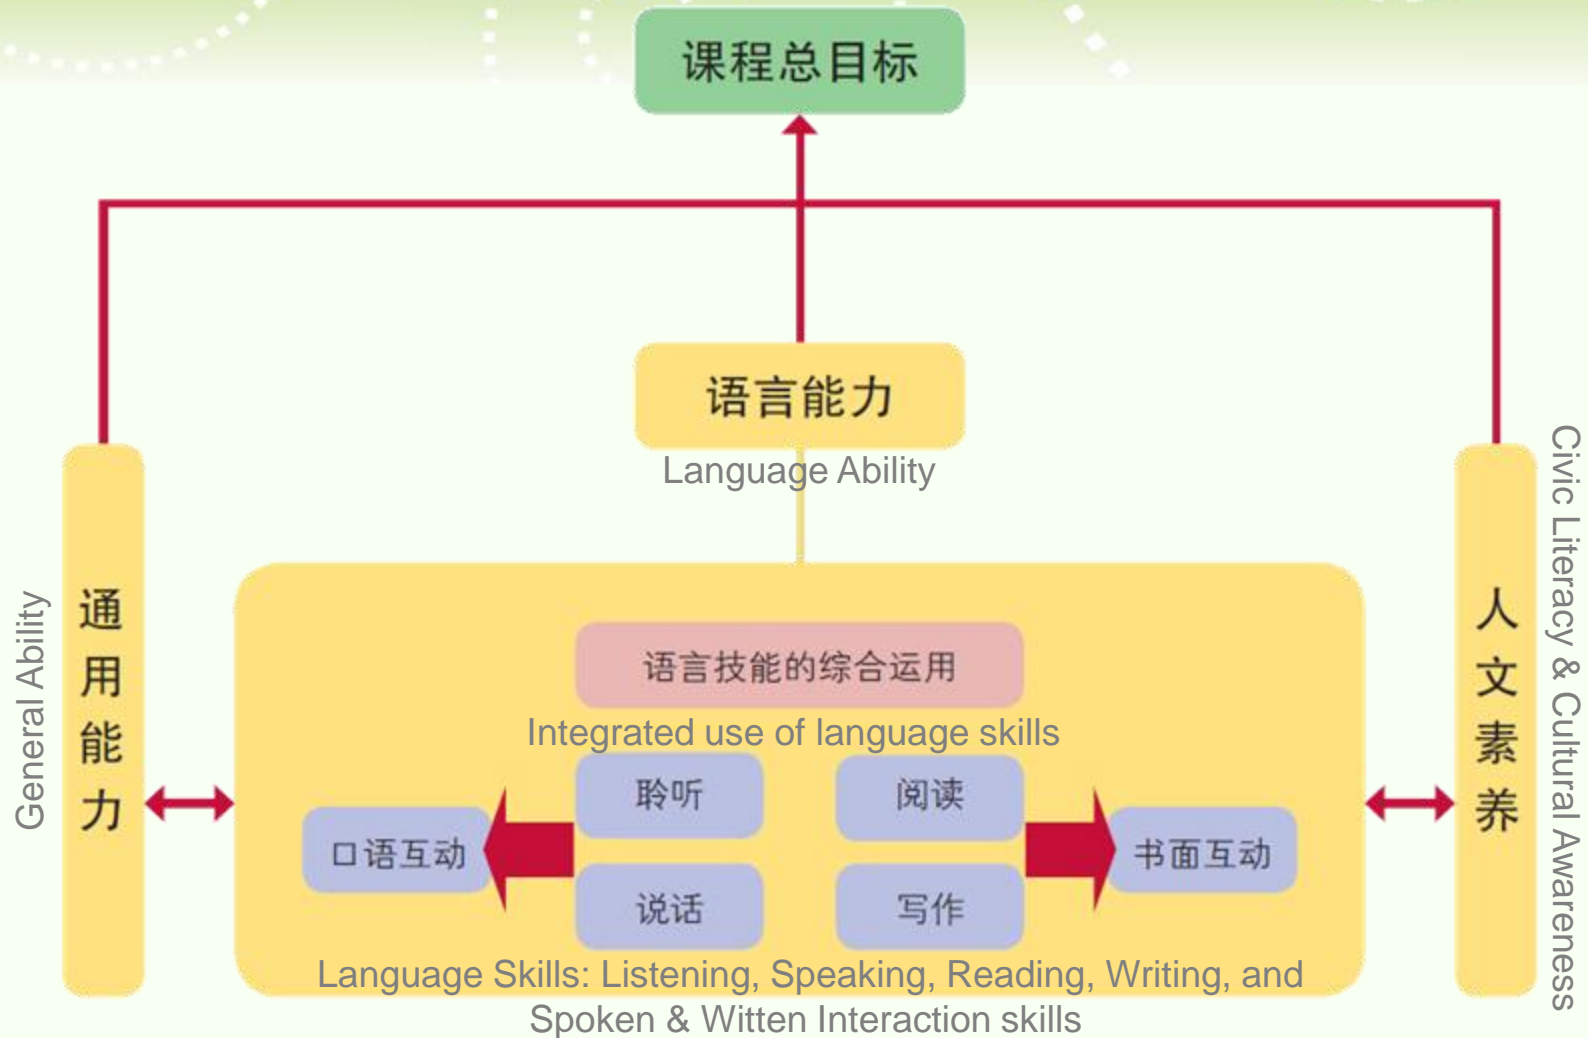 课程总目标
语言能力
Language Ability
General Ability
通用能力
语言技能的综合运用
Integrated use of language skills
聆听
阅读
口语互动
书面互动
说话
写作
Language Skills: Listening, Speaking, Reading, Writing, and
Spoken & Witten Interaction skills
人文素养
Civic Literacy & Cultural Awareness